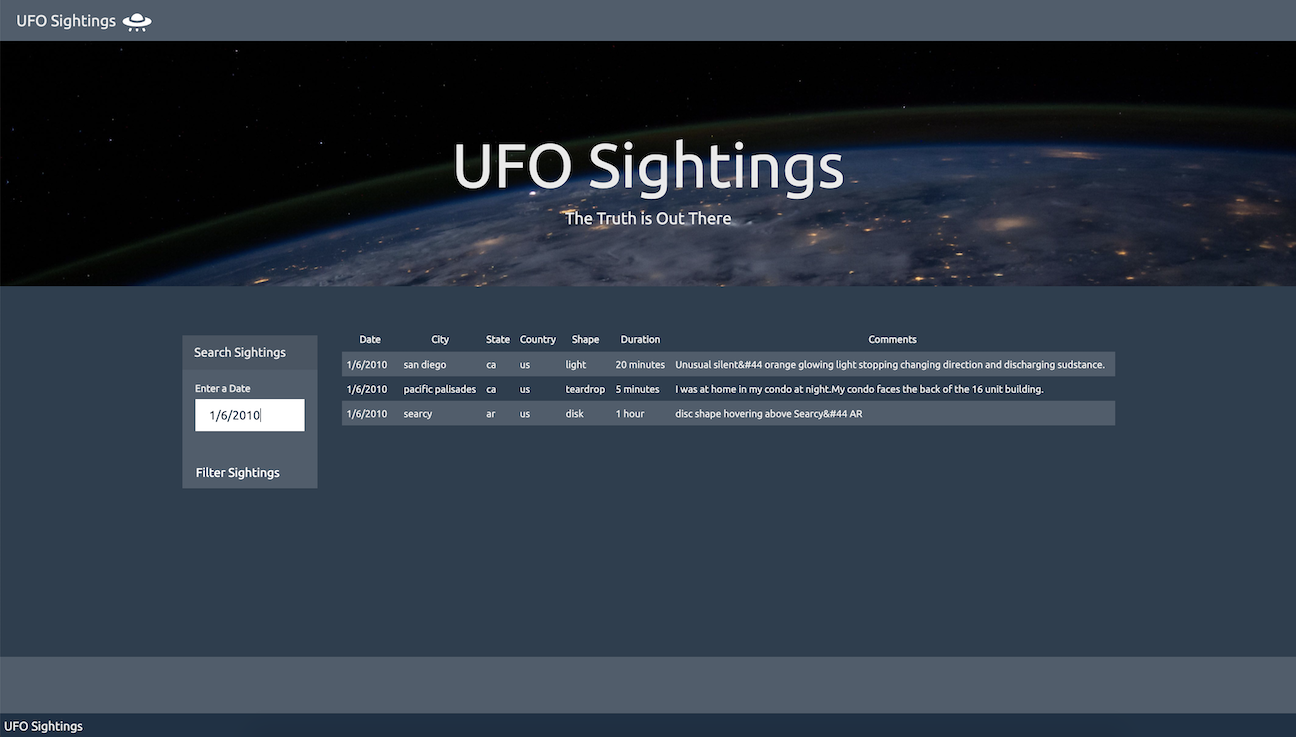 UFO Sightings
UFO Sightings
The Truth is Out There
Search Sightings
Enter a Date
1/6/2010
Filter Sightings
Date City State Country Shape Duration Comments
1/6/2010 san diego ca us light 20 minutes Unusual silent&#44 orange glowing light stopping changing direction and discharging sudstance.
1/6/2010 pacific palisades ca us teardrop 5 minutes I was at home in my condo at night.My condo faces the back of the 16 unit building.
1/6/2010 searcy ar us disk 1 hour disc shape hovering above Searcy&#44 AR
UFO Sightings